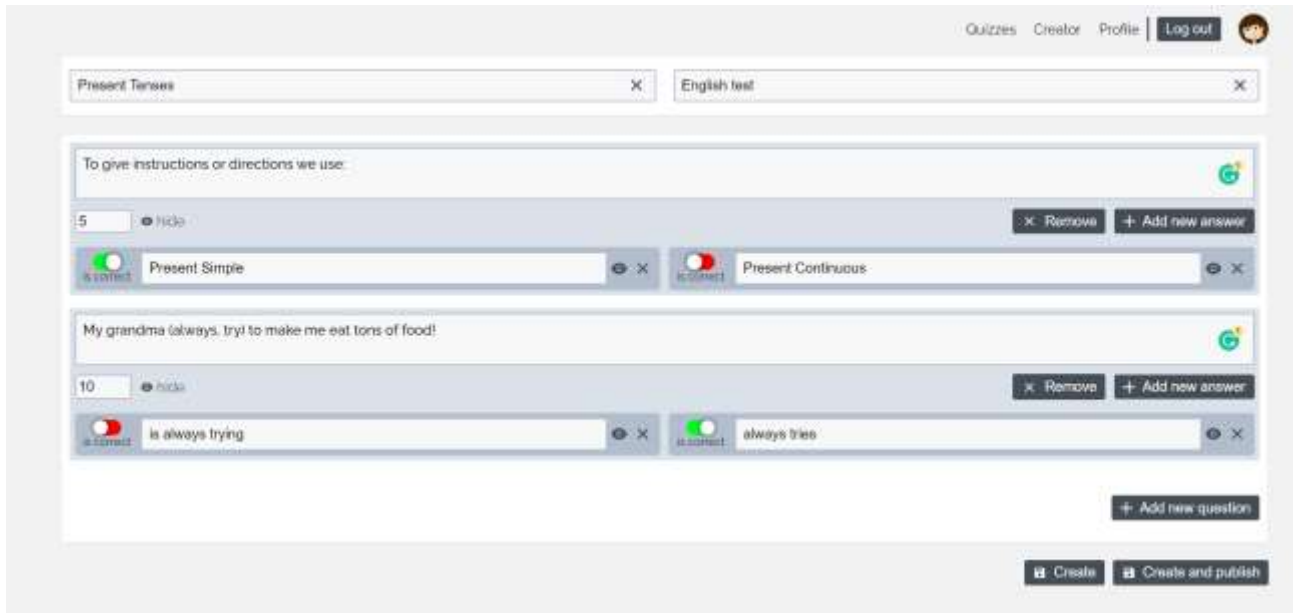 Quizzes Creator Profile Log out
Present Tenses English test
To give instructions or directions we use:
5 hide Remove + Add new answer
is correct Present Simple is correct Present Continuous
My grandma (always, try) to make me eat tons of food!
10 hide Remove + Add new answer
is correct is always trying is correct always tries
+ Add new question
Create Create and publish